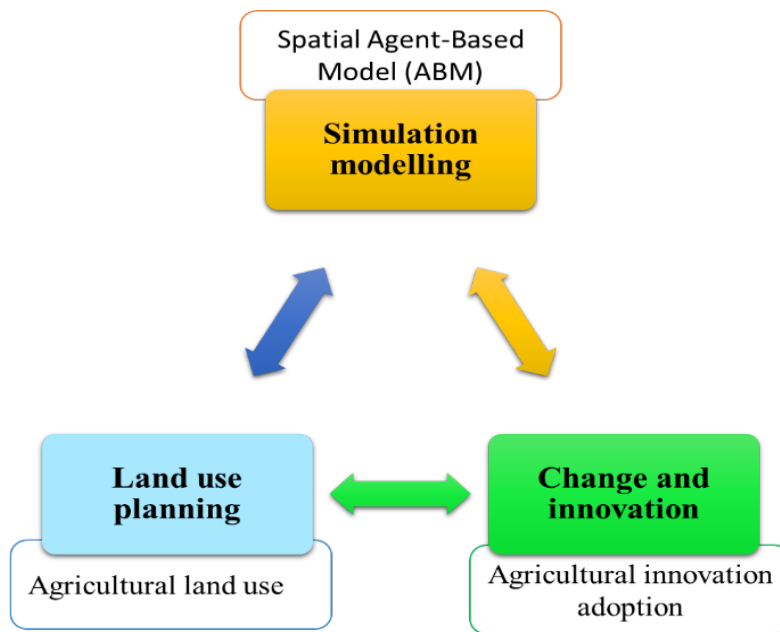 Spatial Agent-Based
Model (ABM)
Simulation
modelling
Land use
planning
Agricultural land use
Change and
innovation
Agricultural innovation
adoption